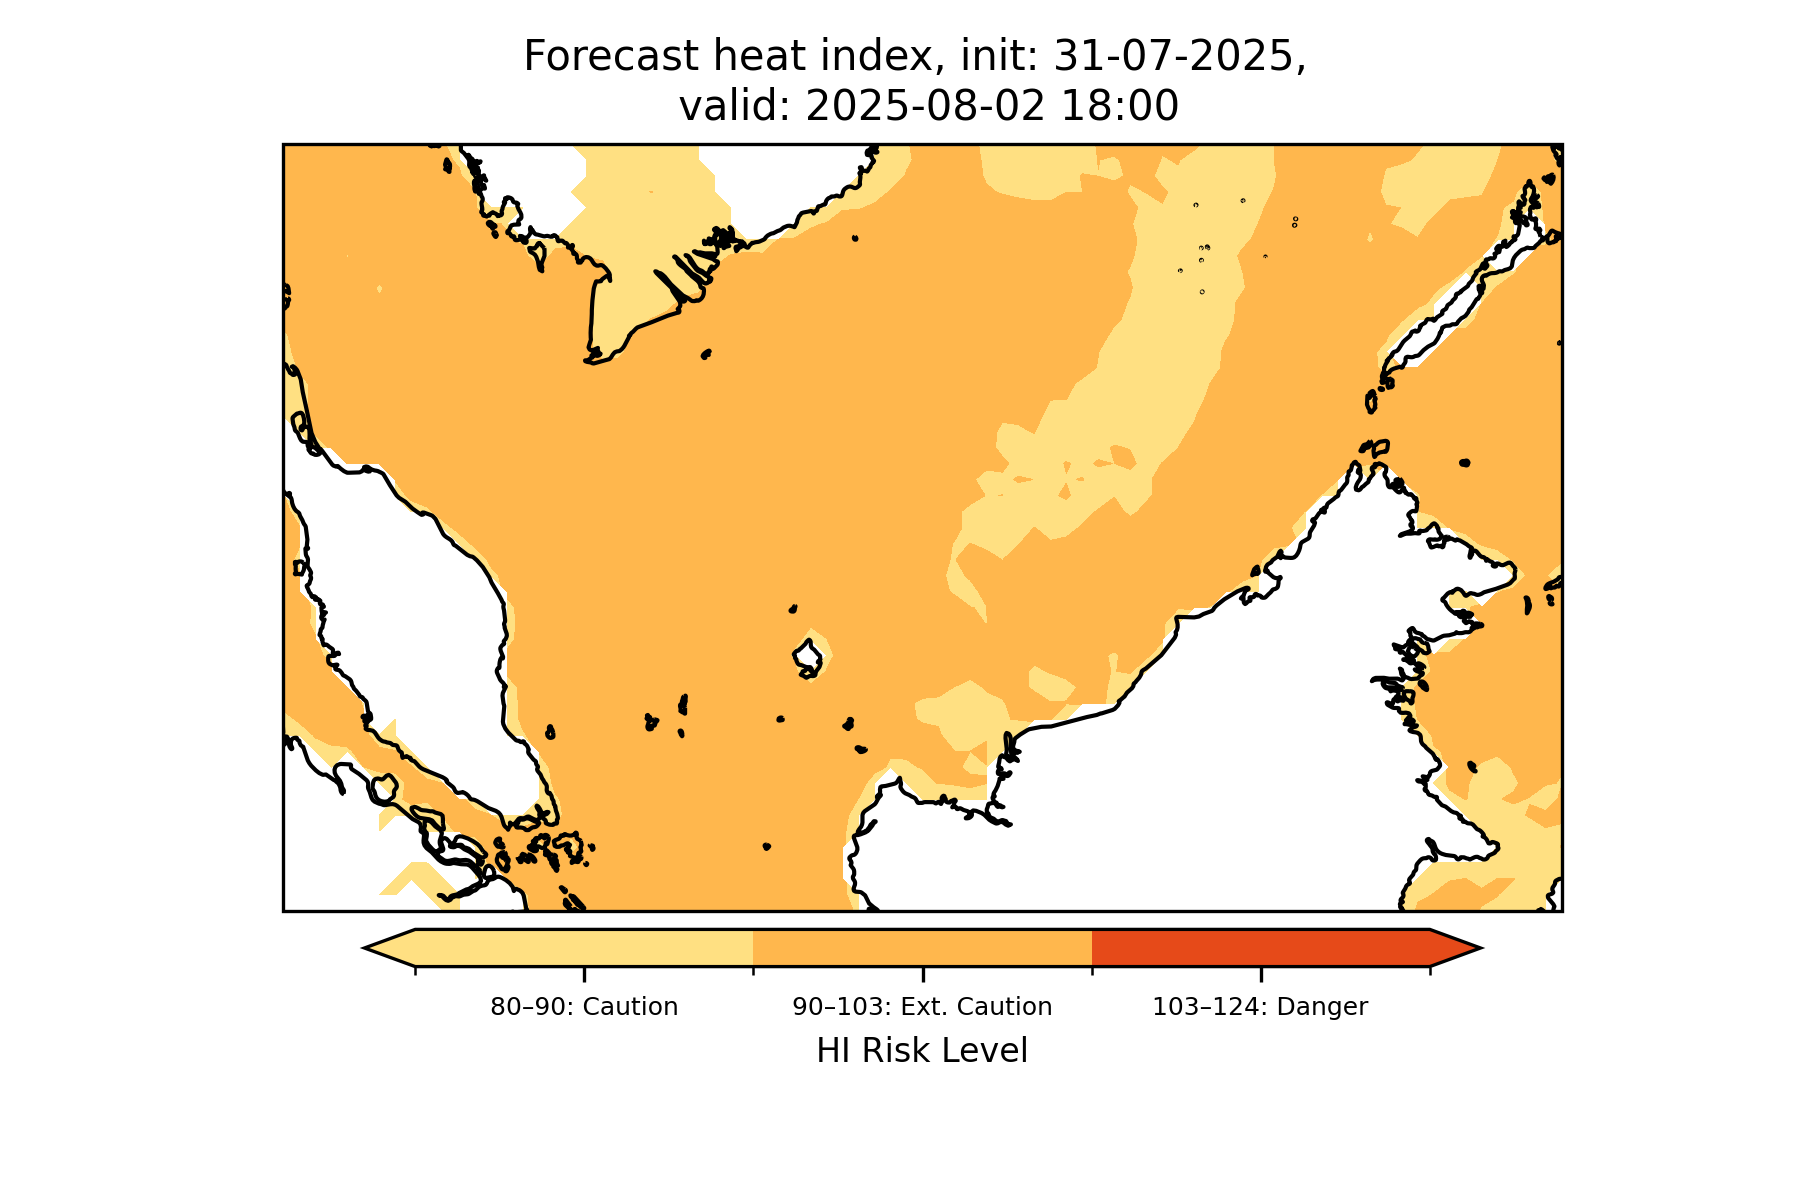 Forecast heat index, init: 31-07-2025,
valid: 2025-08-02 18:00
80–90: Caution
90–103: Ext. Caution
103–124: Danger
HI Risk Level